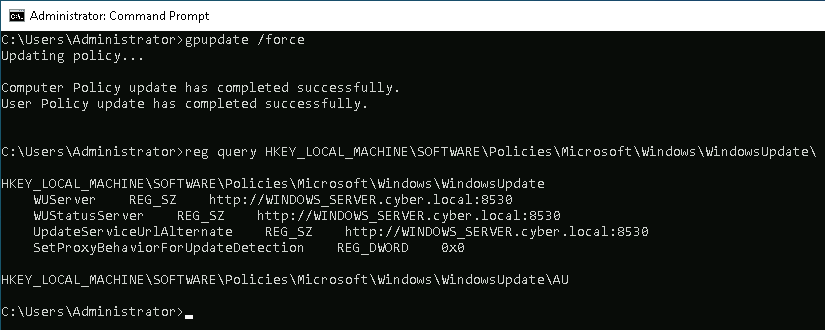 Administrator: Command Prompt
C:\Users\Administrator>gpupdate /force
Updating policy...
Computer Policy update has completed successfully.
User Policy update has completed successfully.
C:\Users\Administrator>reg query HKEY_LOCAL_MACHINE\SOFTWARE\Policies\Microsoft\Windows\WindowsUpdate\
HKEY_LOCAL_MACHINE\SOFTWARE\Policies\Microsoft\Windows\WindowsUpdate
    WUServer    REG_SZ    http://WINDOWS_SERVER.cyber.local:8530
    WUStatusServer    REG_SZ    http://WINDOWS_SERVER.cyber.local:8530
    UpdateServiceUrlAlternate    REG_SZ    http://WINDOWS_SERVER.cyber.local:8530
    SetProxyBehaviorForUpdateDetection    REG_DWORD    0x0
HKEY_LOCAL_MACHINE\SOFTWARE\Policies\Microsoft\Windows\WindowsUpdate\AU
C:\Users\Administrator>